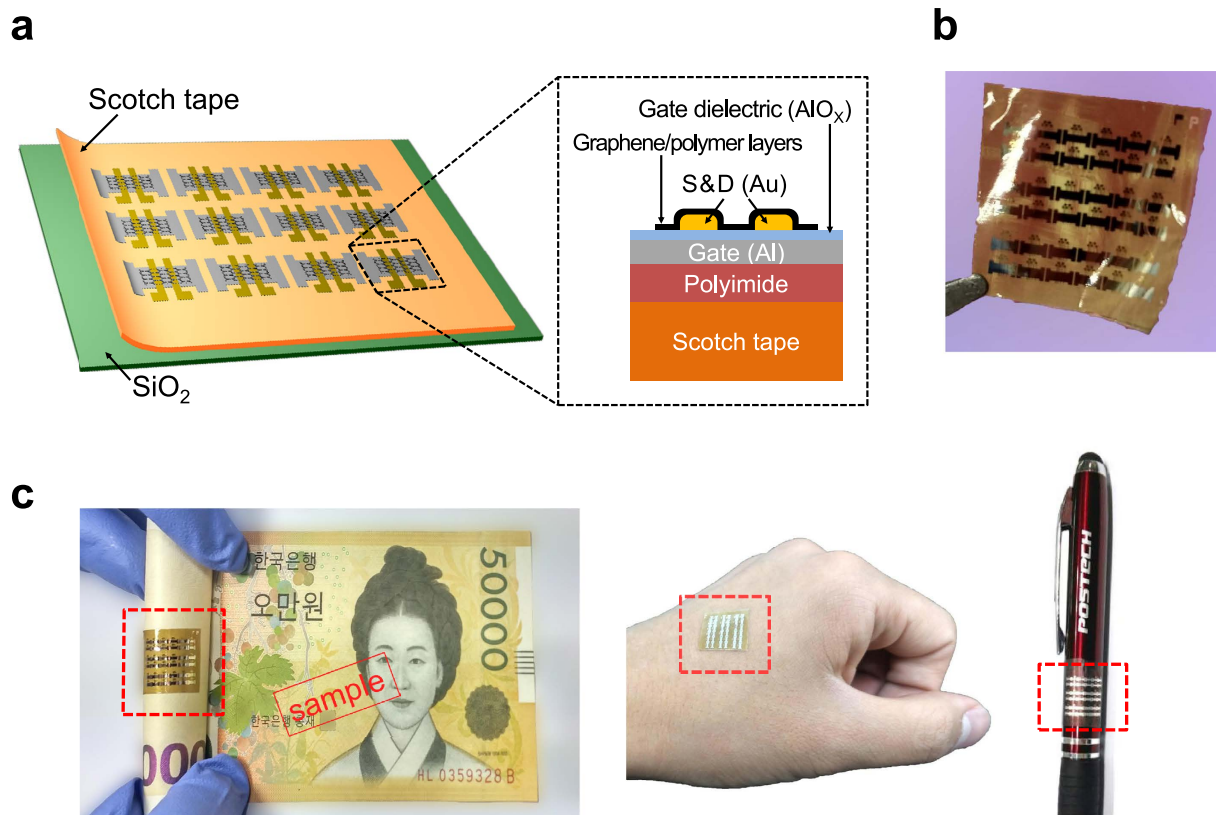 a
b
Scotch tape
Gate dielectric (AlOX)
Graphene/polymer layers
S&D (Au)
Gate (Al)
Polyimide
Scotch tape
SiO2
P
c
한국은행
오만원
50000
sample
한국은행 총재
HL 0359328 B
000
POSTECH